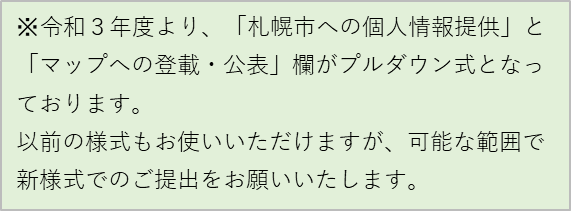 ※令和３年度より、「札幌市への個人情報提供」と
「マップへの登載・公表」欄がプルダウン式となっ
ております。
以前の様式もお使いいただけますが、可能な範囲で
新様式でのご提出をお願いいたします。